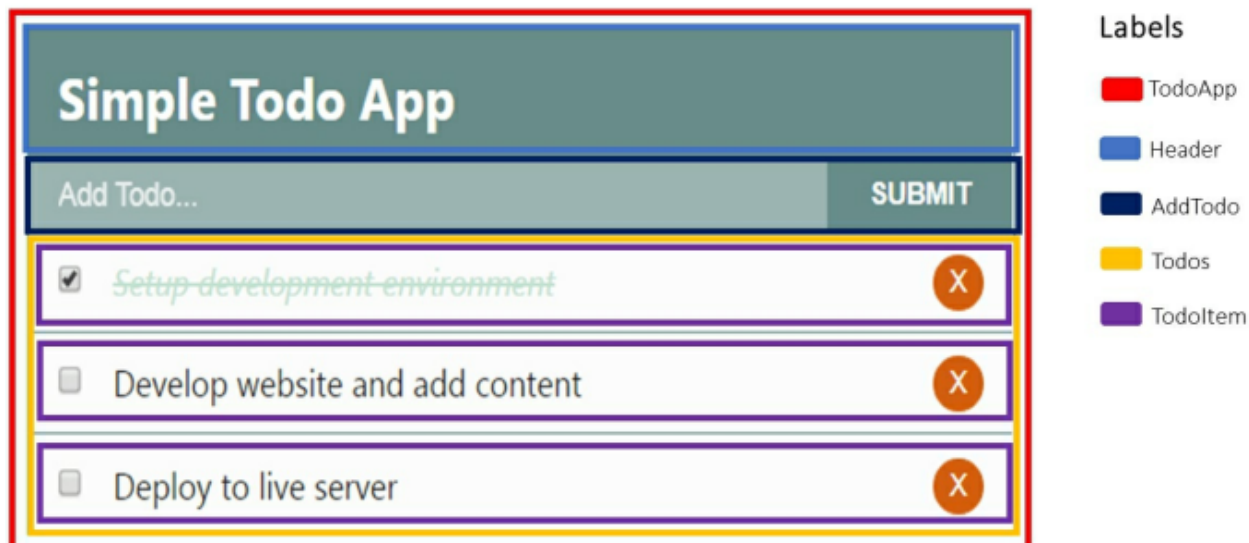 Simple Todo App
Add Todo...
SUBMIT
Setup development environment
X
Develop website and add content
X
Deploy to live server
X
Labels
TodoApp
Header
AddTodo
Todos
TodoItem